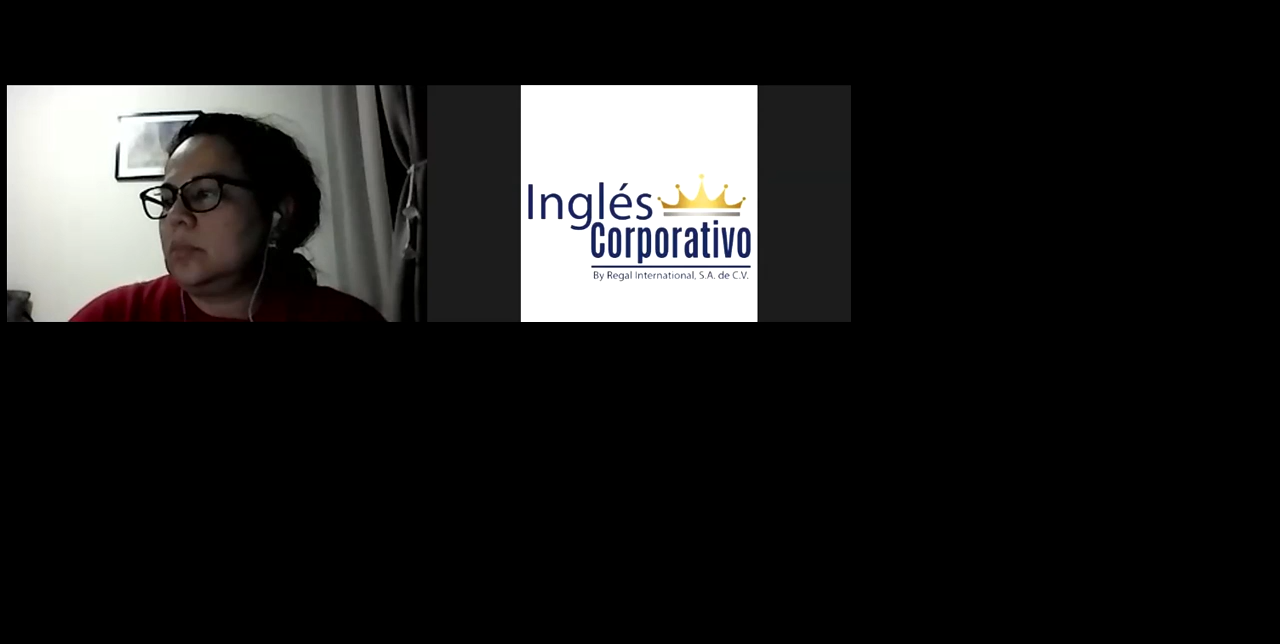 Inglés
Corporativo
By Regal International, S.A. de C.V.